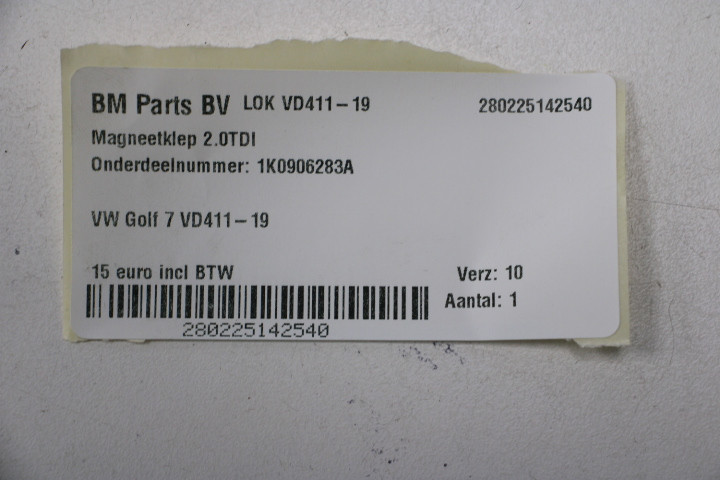 BM Parts BV LOK VD411-19 280225142540
Magneetklep 2.0TDI
Onderdeelnummer: 1K0906283A
VW Golf 7 VD411-19
15 euro incl BTW Verz: 10
Aantal: 1
280225142540